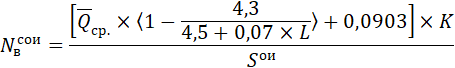 N_в^сои = [Q̅_ср. × ⟨1 − 4,3 / (4,5 + 0,07 × L)⟩ + 0,0903] × K / S^ои